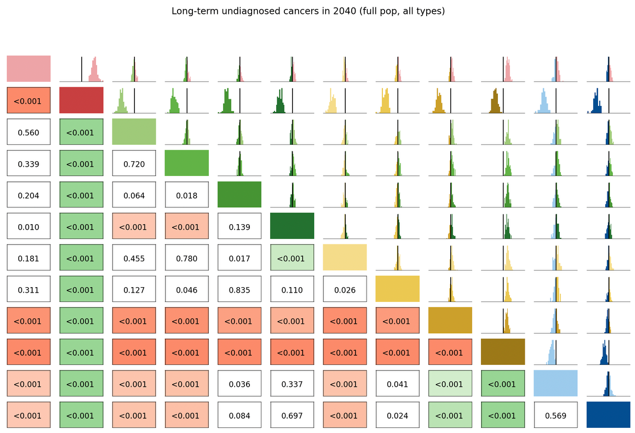 Long-term undiagnosed cancers in 2040 (full pop, all types)
<0.001
0.560 <0.001
0.339 <0.001 0.720
0.204 <0.001 0.064 0.018
0.010 <0.001 <0.001 <0.001 0.139
0.181 <0.001 0.455 0.780 0.017 <0.001
0.311 <0.001 0.127 0.046 0.835 0.110 0.026
<0.001 <0.001 <0.001 <0.001 <0.001 <0.001 <0.001 <0.001
<0.001 <0.001 <0.001 <0.001 <0.001 <0.001 <0.001 <0.001 <0.001
<0.001 <0.001 <0.001 <0.001 0.036 0.337 <0.001 0.041 <0.001 <0.001
<0.001 <0.001 <0.001 <0.001 0.084 0.697 <0.001 0.024 <0.001 <0.001 0.569